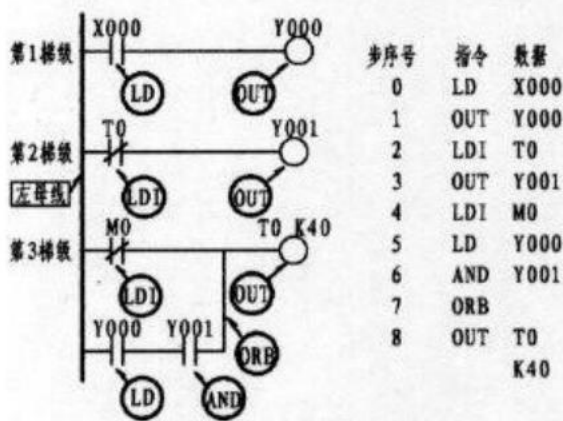 X000 Y000
第1梯级
LD OUT
T0 Y001
第2梯级
左母线
LDI OUT
M0 T0 K40
第3梯级
LDI OUT
Y000 Y001
ORB
LD AND
步序号 指令 数据
0 LD X000
1 OUT Y000
2 LDI T0
3 OUT Y001
4 LDI M0
5 LD Y000
6 AND Y001
7 ORB
8 OUT T0
K40